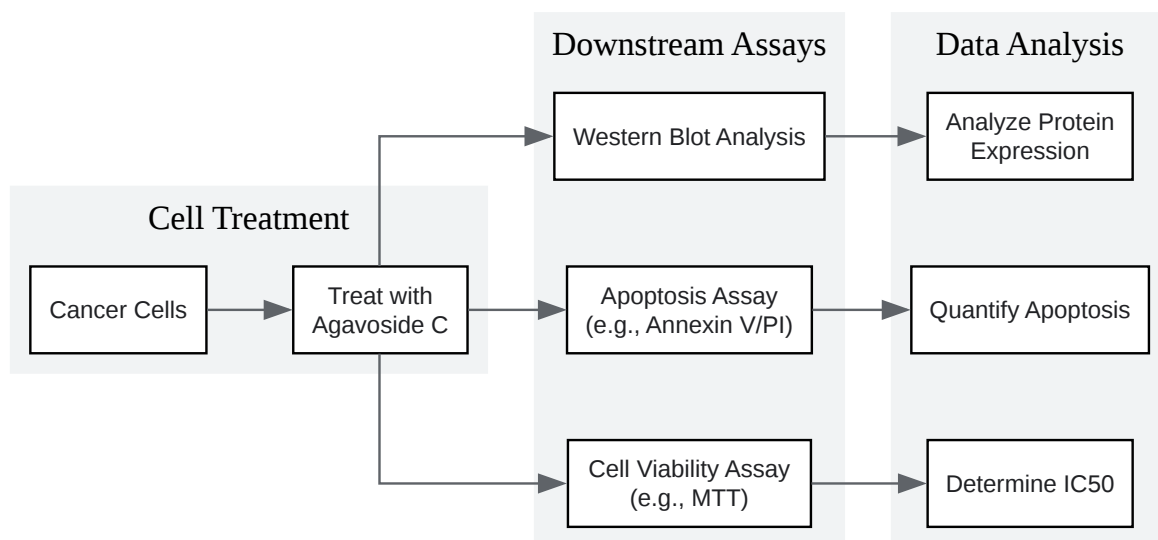 Downstream Assays
Data Analysis
Western Blot Analysis
Analyze Protein
Expression
Cell Treatment
Cancer Cells
Treat with
Agavoside C
Apoptosis Assay
(e.g., Annexin V/PI)
Quantify Apoptosis
Cell Viability Assay
(e.g., MTT)
Determine IC50